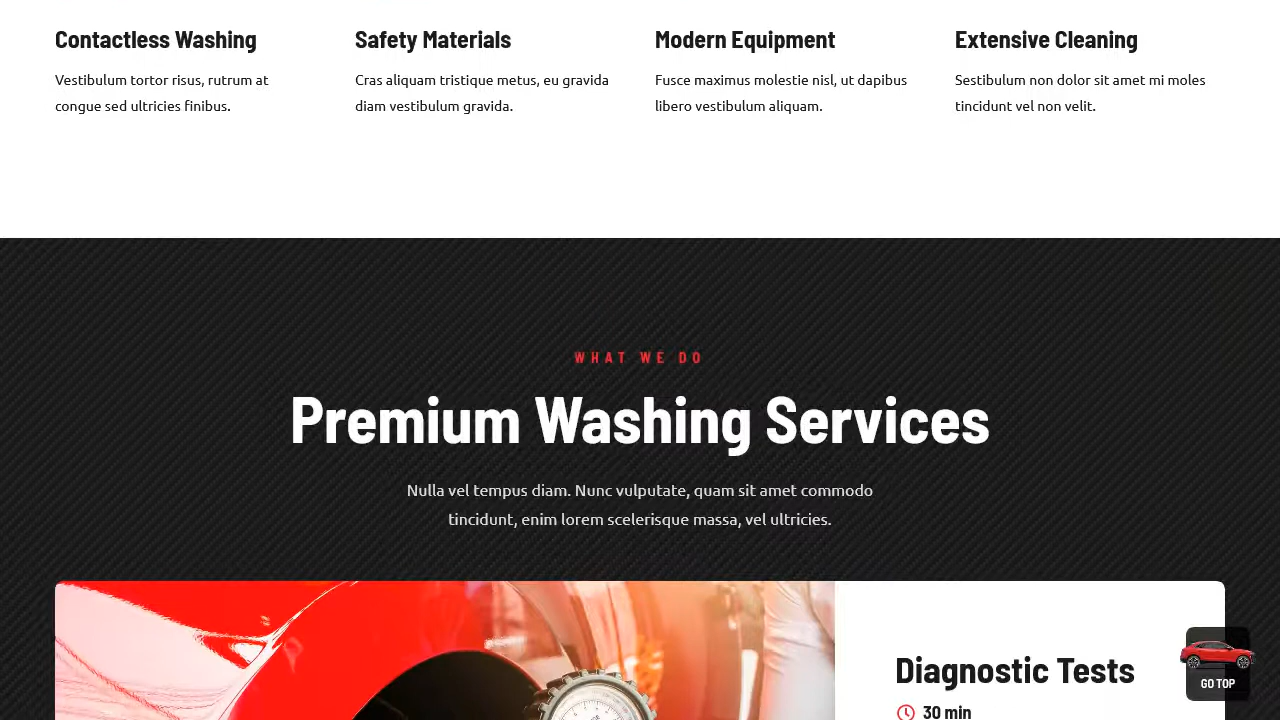 Contactless Washing
Vestibulum tortor risus, rutrum at
congue sed ultricies finibus.
Safety Materials
Cras aliquam tristique metus, eu gravida
diam vestibulum gravida.
Modern Equipment
Fusce maximus molestie nisl, ut dapibus
libero vestibulum aliquam.
Extensive Cleaning
Sestibulum non dolor sit amet mi moles
tincidunt vel non velit.
WHAT WE DO
Premium Washing Services
Nulla vel tempus diam. Nunc vulputate, quam sit amet commodo
tincidunt, enim lorem scelerisque massa, vel ultricies.
Diagnostic Tests
30 min
GO TOP